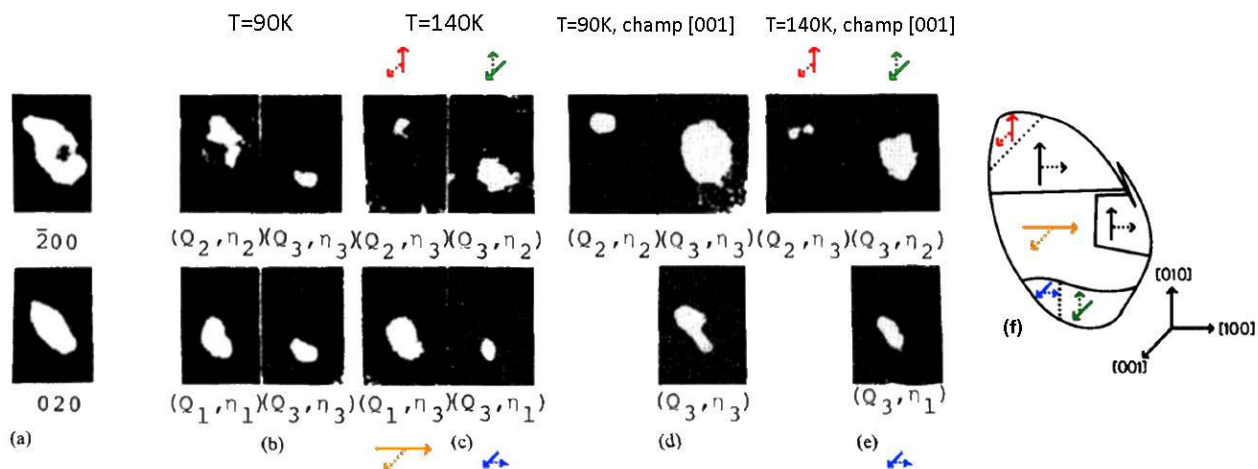 T=90K T=140K T=90K, champ [001] T=140K, champ [001]
2̅00 (Q2,η2)(Q3,η3)(Q2,η3)(Q3,η2) (Q2,η2)(Q3,η3) (Q2,η3)(Q3,η2)
[010]
(f)
[100]
[001]
020 (Q1,η1)(Q3,η3)(Q1,η3)(Q3,η1) (Q3,η3) (Q3,η1)
(a) (b) (c) (d) (e)